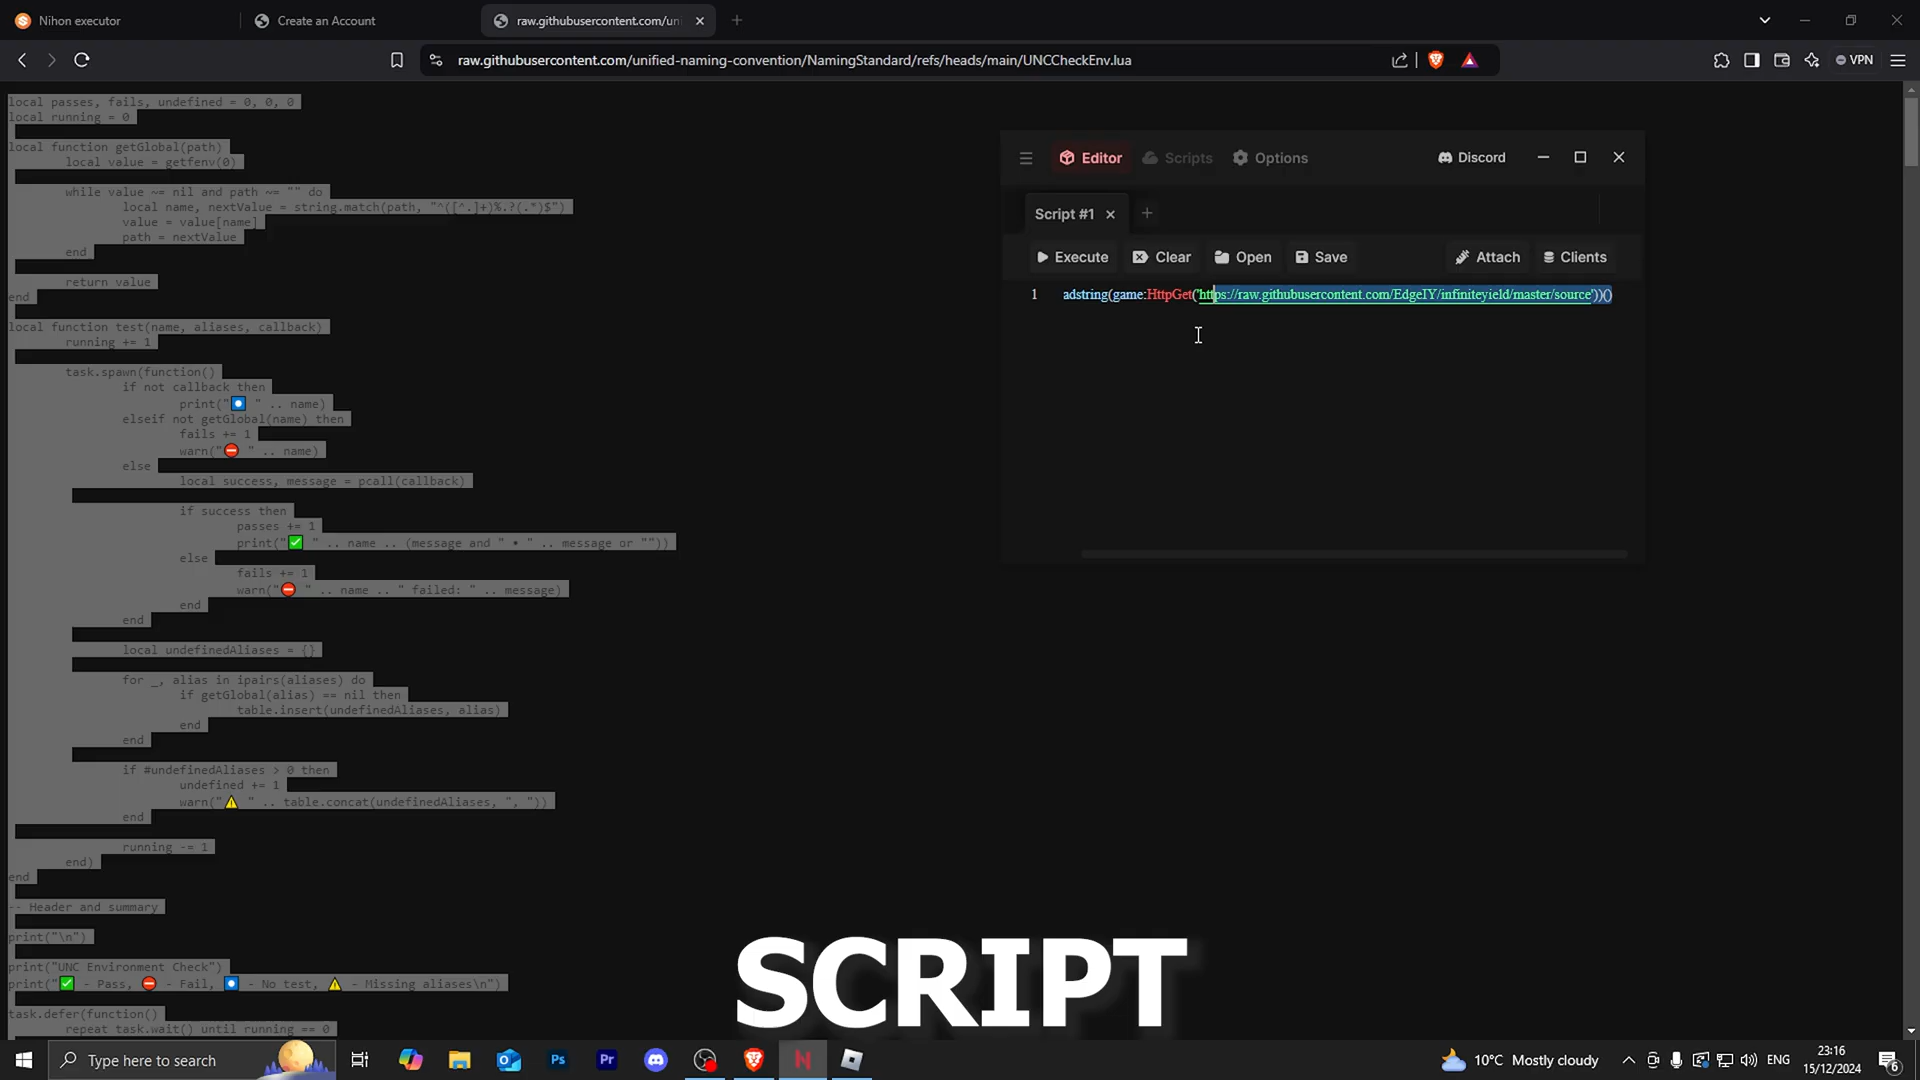 Nihon executor
Create an Account
raw.githubusercontent.com/uni
raw.githubusercontent.com/unified-naming-convention/NamingStandard/refs/heads/main/UNCCheckEnv.lua
VPN
local passes, fails, undefined = 0, 0, 0
local running = 0
local function getGlobal(path)
local value = getfenv(0)
while value ~= nil and path ~= "" do
local name, nextValue = string.match(path, "^([^.]+)%.?(.*)$")
value = value[name]
path = nextValue
end
return value
end
local function test(name, aliases, callback)
running += 1
task.spawn(function()
if not callback then
print("⏺️ " .. name)
elseif not getGlobal(name) then
fails += 1
warn("⛔ " .. name)
else
local success, message = pcall(callback)
if success then
passes += 1
print("✅ " .. name .. (message and " • " .. message or ""))
else
fails += 1
warn("⛔ " .. name .. " failed: " .. message)
end
end
local undefinedAliases = {}
for _, alias in ipairs(aliases) do
if getGlobal(alias) == nil then
table.insert(undefinedAliases, alias)
end
end
if #undefinedAliases > 0 then
undefined += 1
warn("⚠️ " .. table.concat(undefinedAliases, ", "))
end
running -= 1
end)
end
-- Header and summary
print("\n")
print("UNC Environment Check")
print("✅ - Pass, ⛔ - Fail, ⏺️ - No test, ⚠️ - Missing aliases\n")
task.defer(function()
repeat task.wait() until running == 0
Editor
Scripts
Options
Discord
Script #1
Execute
Clear
Open
Save
Attach
Clients
1 adstring(game:HttpGet('https://raw.githubusercontent.com/EdgeIY/infiniteyield/master/source'))()
SCRIPT
Type here to search
Ps
Pr
N
10°C Mostly cloudy
ENG
23:16
15/12/2024
6